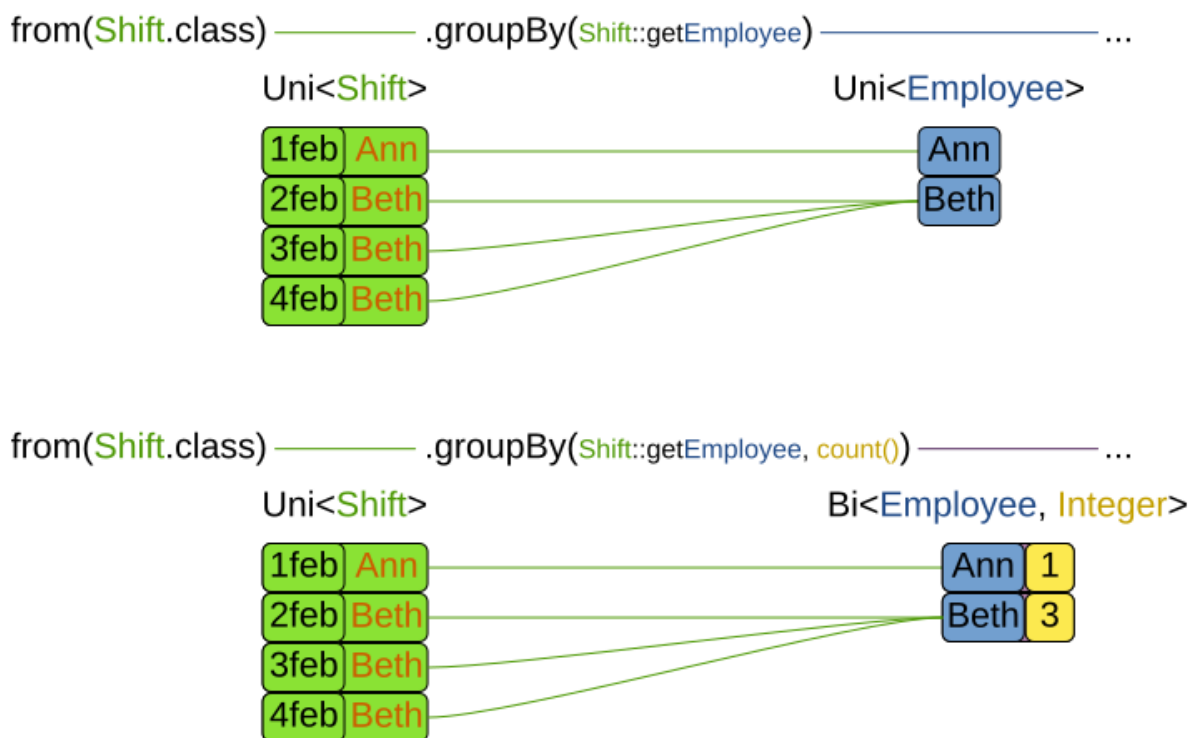 from(Shift.class) .groupBy(Shift::getEmployee) ...
Uni<Shift> Uni<Employee>
1feb Ann Ann
2feb Beth Beth
3feb Beth
4feb Beth
from(Shift.class) .groupBy(Shift::getEmployee, count()) ...
Uni<Shift> Bi<Employee, Integer>
1feb Ann Ann 1
2feb Beth Beth 3
3feb Beth
4feb Beth